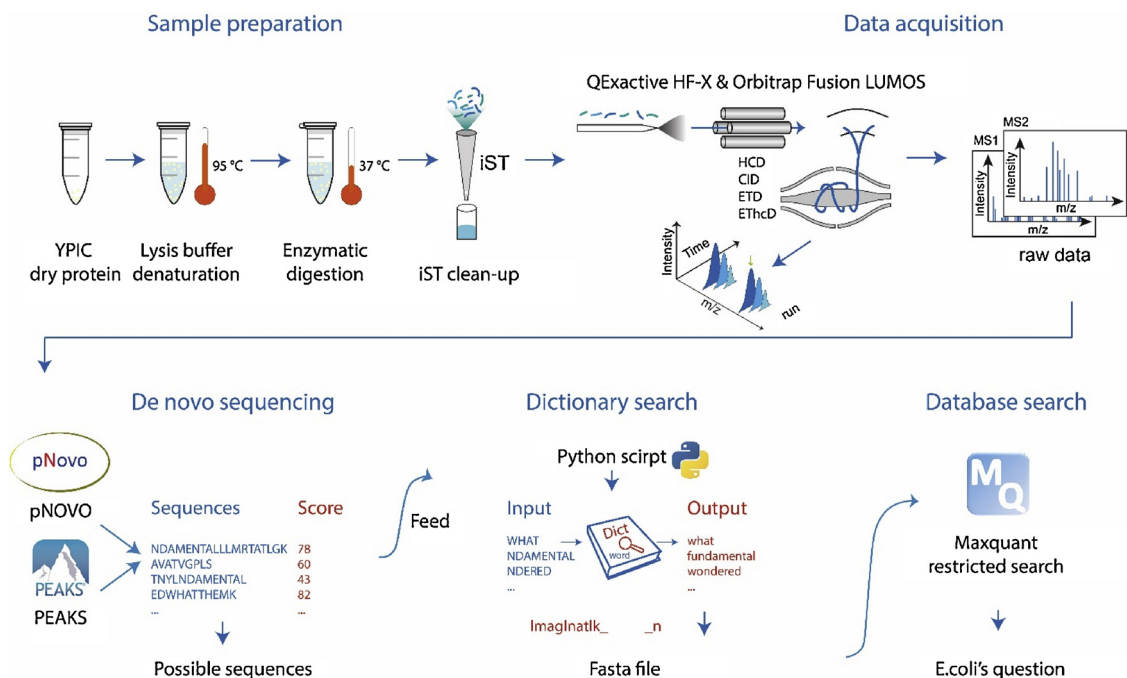 Sample preparation
Data acquisition
QExactive HF-X & Orbitrap Fusion LUMOS
95 °C
37 °C
iST
HCD
CID
ETD
EThcD
MS2
MS1
Intensity
Intensity
m/z
m/z
raw data
YPIC
dry protein
Lysis buffer
denaturation
Enzymatic
digestion
iST clean-up
Intensity
Time
m/z
run
De novo sequencing
Dictionary search
Database search
pNovo
pNOVO
PEAKS
PEAKS
Sequences
Score
NDAMENTALLLMRTATLGK 78
AVATVGPLS 60
TNYLNDAMENTAL 43
EDWHATTHEMK 82
... ...
Possible sequences
Feed
Python scirpt
Input
WHAT
NDAMENTAL
NDERED
...
Dict
word
Output
what
fundamental
wondered
...
ImagInatIk_ _n
Fasta file
MQ
Maxquant
restricted search
E.coli's question